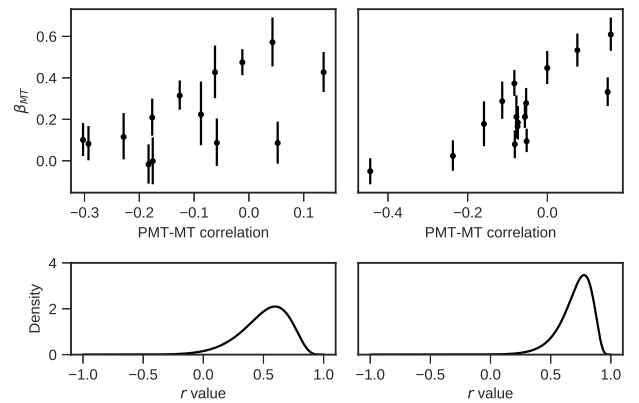 0.6
0.4
0.2
0.0
β_MT
−0.3 −0.2 −0.1 0.0 0.1
PMT-MT correlation
−0.4 −0.2 0.0
PMT-MT correlation
4
2
0
Density
−1.0 −0.5 0.0 0.5 1.0
r value
−1.0 −0.5 0.0 0.5 1.0
r value